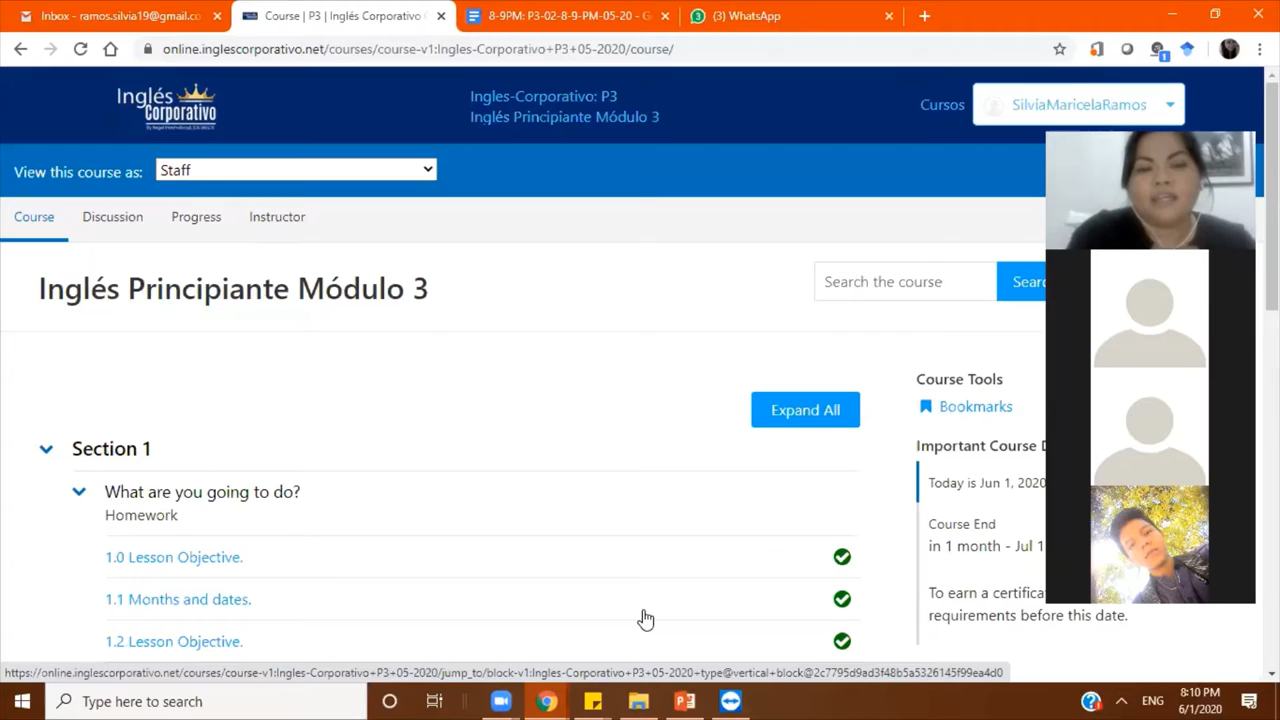 Inbox - ramos.silvia19@gmail.co
Course | P3 | Inglés Corporativo
8-9PM: P3-02-8-9-PM-05-20 - G
(3) WhatsApp
online.inglescorporativo.net/courses/course-v1:Ingles-Corporativo+P3+05-2020/course/
1
Inglés
Corporativo
Ingles-Corporativo: P3
Inglés Principiante Módulo 3
Cursos
SilviaMaricelaRamos
View this course as:
Staff
Course
Discussion
Progress
Instructor
Inglés Principiante Módulo 3
Search the course
Sear
Expand All
Course Tools
Bookmarks
Important Course D
Today is Jun 1, 2020
Course End
in 1 month - Jul 1
To earn a certifica
requirements before this date.
Section 1
What are you going to do?
Homework
1.0 Lesson Objective.
1.1 Months and dates.
1.2 Lesson Objective.
https://online.inglescorporativo.net/courses/course-v1:Ingles-Corporativo+P3+05-2020/jump_to/block-v1:Ingles-Corporativo+P3+05-2020+type@vertical+block@2c7795d9ad3f48b5a5326145f99ea4d0
Type here to search
ENG
8:10 PM
6/1/2020